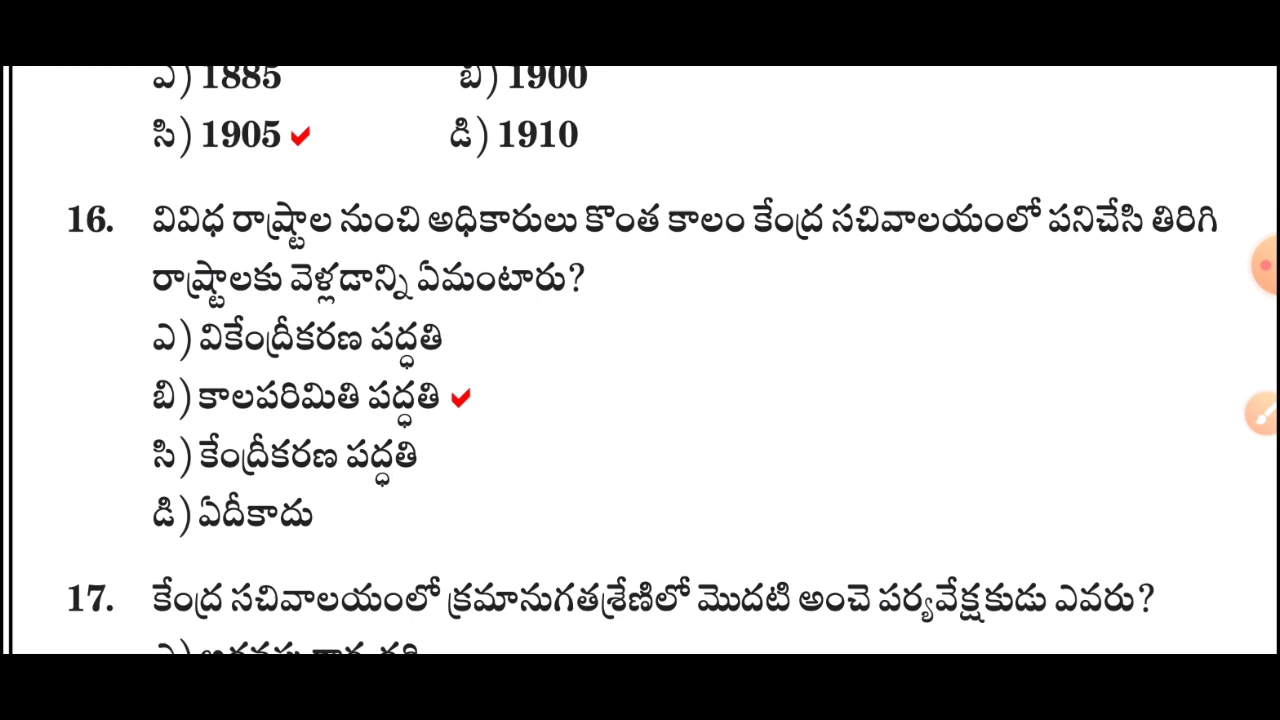 ఎ) 1885 బి) 1900
సి) 1905 డి) 1910
16. వివిధ రాష్ట్రాల నుంచి అధికారులు కొంత కాలం కేంద్ర సచివాలయంలో పనిచేసి తిరిగి
రాష్ట్రాలకు వెళ్లడాన్ని ఏమంటారు?
ఎ) వికేంద్రీకరణ పద్ధతి
బి) కాలపరిమితి పద్ధతి
సి) కేంద్రీకరణ పద్ధతి
డి) ఏదీకాదు
17. కేంద్ర సచివాలయంలో క్రమానుగతశ్రేణిలో మొదటి అంచె పర్యవేక్షకుడు ఎవరు?
ఎ)